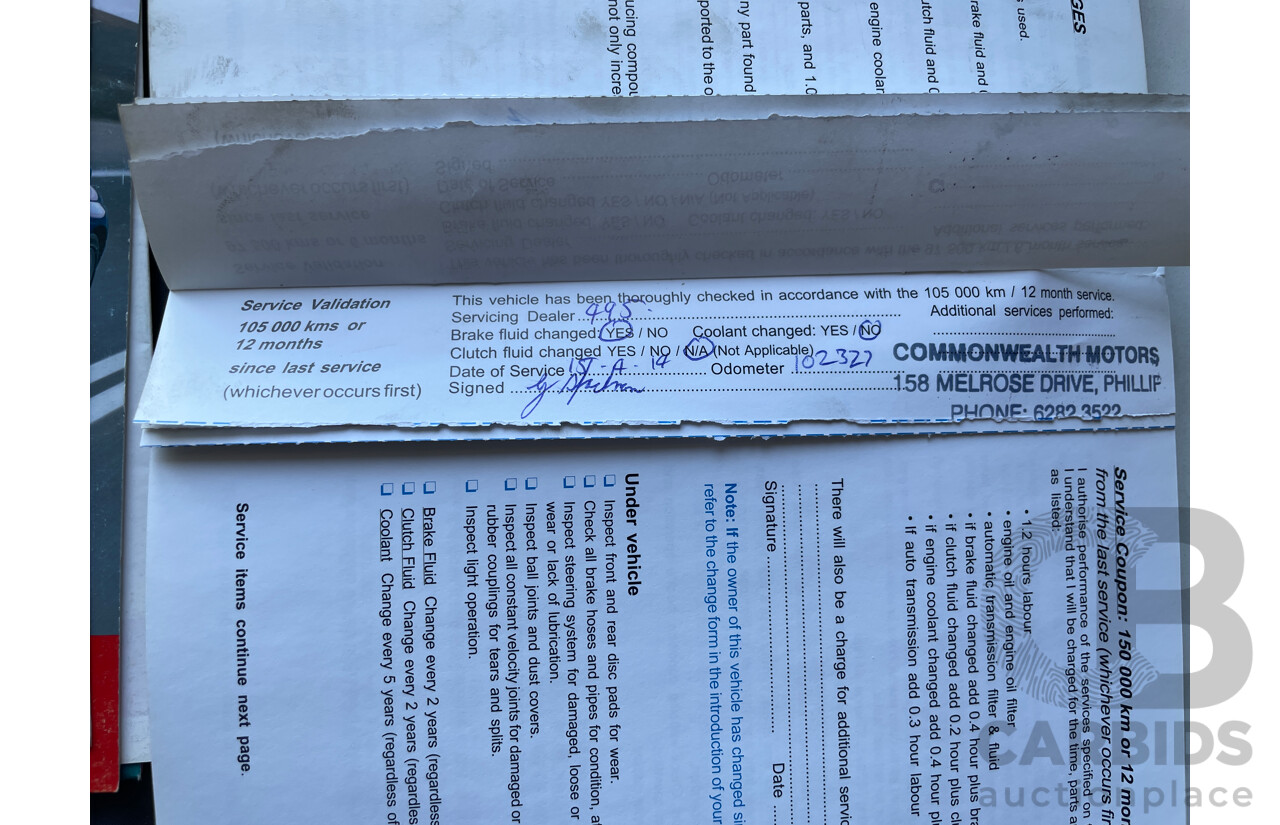 GES
s used.
rake fluid and
utch fluid and
engine coolan
parts, and 1.0
ny part found
ported to the o
ucing compou
not only incre
Service Validation
105 000 kms or
12 months
since last service
(whichever occurs first)
This vehicle has been thoroughly checked in accordance with the 105 000 km / 12 month service.
Servicing Dealer
Additional services performed:
Brake fluid changed: YES / NO Coolant changed: YES / NO
Clutch fluid changed YES / NO / N/A (Not Applicable)
Date of Service Odometer 102327
Signed
COMMONWEALTH MOTORS
158 MELROSE DRIVE, PHILLIP
PHONE: 6282 3522
Service Coupon: 150 000 km or 12 mon
from the last service (whichever occurs fir
I authorise performance of the services specified on
I understand that I will be charged for the time, parts a
as listed:
• 1.2 hours labour
• engine oil and engine oil filter
• automatic transmission filter & fluid
• if brake fluid changed add 0.4 hour plus bra
• if clutch fluid changed add 0.2 hour plus cl
• if engine coolant changed add 0.4 hour pl
• If auto transmission add 0.3 hour labour
There will also be a charge for additional servic
Signature Date
Note: If the owner of this vehicle has changed si
refer to the change form in the introduction of your
Under vehicle
❑ Inspect front and rear disc pads for wear.
❑ Check all brake hoses and pipes for condition, at
❑ Inspect steering system for damaged, loose or
wear or lack of lubrication.
❑ Inspect ball joints and dust covers.
❑ Inspect all constant velocity joints for damaged or
rubber couplings for tears and splits.
❑ Inspect light operation.
❑ Brake Fluid Change every 2 years (regardless
❑ Clutch Fluid Change every 2 years (regardles
❑ Coolant Change every 5 years (regardless of
Service items continue next page.
CARBIDS
auctionplace